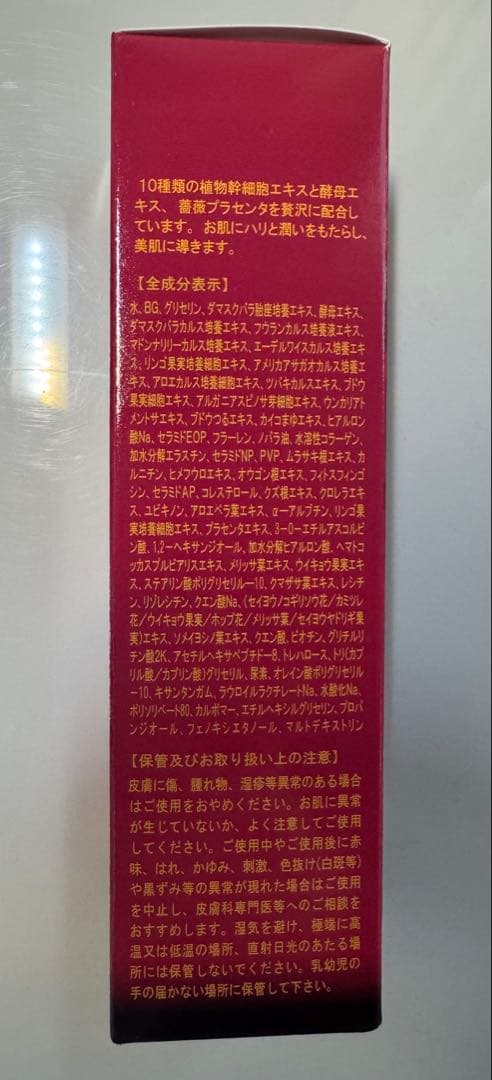 10種類の植物幹細胞エキスと酵母エ
キス、薔薇プラセンタを贅沢に配合し
ています。お肌にハリと潤いをもたらし、
美肌に導きます。
【全成分表示】
水、BG、グリセリン、ダマスクバラ胎座培養エキス、酵母エキス、
ダマスクバラカルス培養エキス、フウランカルス培養液エキス、
マドンナリリーカルス培養エキス、エーデルワイスカルス培養エキ
ス、リンゴ果実培養細胞エキス、アメリカアサガオカルス培養エ
キス、アロエカルス培養細胞エキス、ツバキカルスエキス、ブドウ
果実細胞エキス、アルガニアスピノサ芽細胞エキス、ウンカリアト
メントサエキス、ブドウつるエキス、カイコまゆエキス、ヒアルロン
酸Na、セラミドEOP、フラーレン、ノバラ油、水溶性コラーゲン、
加水分解エラスチン、セラミドNP、PVP、ムラサキ根エキス、カ
ルニチン、ヒメフウロエキス、オウゴン根エキス、フィトスフィンゴ
シン、セラミドAP、コレステロール、クズ根エキス、クロレラエキ
ス、ユビキノン、アロエベラ葉エキス、α-アルブチン、リンゴ果
実培養細胞エキス、プラセンタエキス、3-O-エチルアスコルビ
ン酸、1,2-ヘキサンジオール、加水分解ヒアルロン酸、ヘマトコ
ッカスプルビアリスエキス、メリッサ葉エキス、ウイキョウ果実エキ
ス、ステアリン酸ポリグリセリル-10、クマザサ葉エキス、レシチ
ン、リゾレシチン、クエン酸Na、(セイヨウノコギリソウ花/カミツレ
花/ウイキョウ果実/ホップ花/メリッサ葉/セイヨウヤドリギ果
実)エキス、ソメイヨシノ葉エキス、クエン酸、ビオチン、グリチルリ
チン酸2K、アセチルヘキサペプチド-8、トレハロース、トリ(カプ
リル酸/カプリン酸)グリセリル、尿素、オレイン酸ポリグリセリル
-10、キサンタンガム、ラウロイルラクチレートNa、水酸化Na、
ポリソルベート80、カルボマー、エチルヘキシルグリセリン、プロパ
ンジオール、フェノキシエタノール、マルトデキストリン
【保管及びお取り扱い上の注意】
皮膚に傷、腫れ物、湿疹等異常のある場合
はご使用をおやめください。お肌に異常
が生じていないか、よく注意してご使用
してください。ご使用中やご使用後に赤
味、はれ、かゆみ、刺激、色抜け(白斑等)
や黒ずみ等の異常が現れた場合はご使用
を中止し、皮膚科専門医等へのご相談を
おすすめします。湿気を避け、極端に高
温又は低温の場所、直射日光のあたる場
所には保管しないでください。乳幼児の
手の届かない場所に保管して下さい。